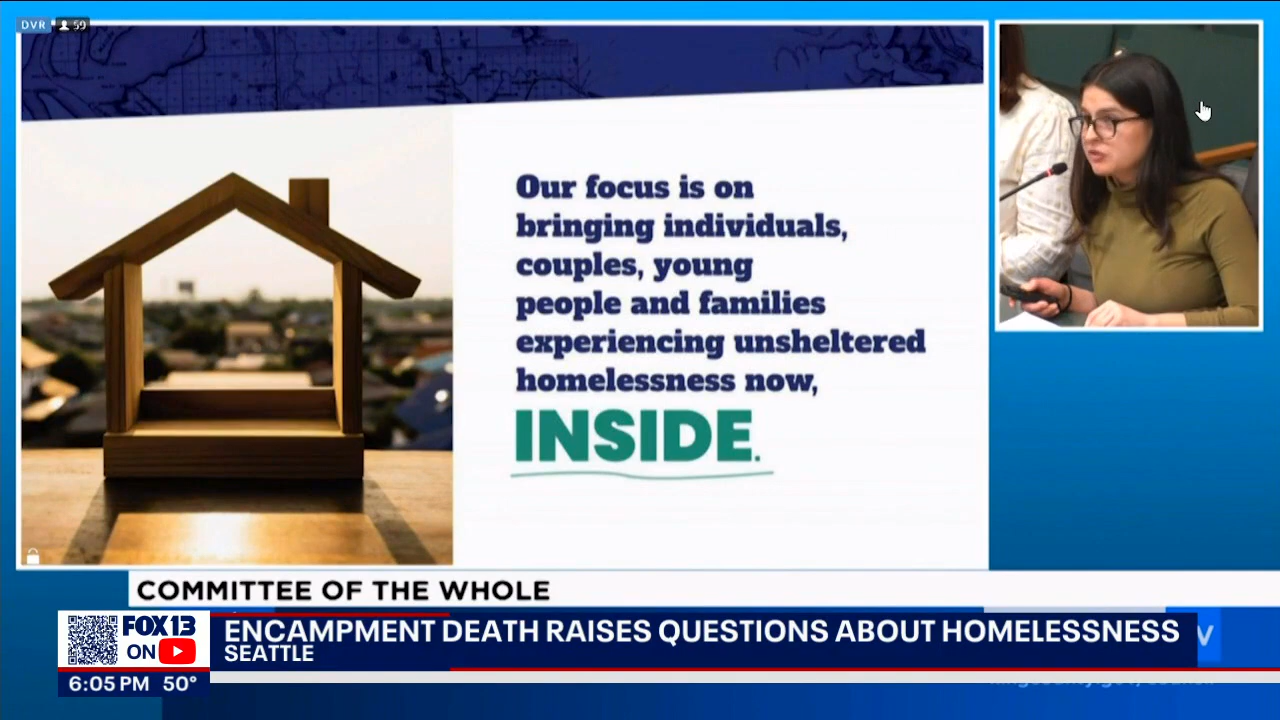 DVR 59
Our focus is on
bringing individuals,
couples, young
people and families
experiencing unsheltered
homelessness now,
INSIDE.
COMMITTEE OF THE WHOLE
FOX13
ON
ENCAMPMENT DEATH RAISES QUESTIONS ABOUT HOMELESSNESS
SEATTLE
6:05 PM 50°